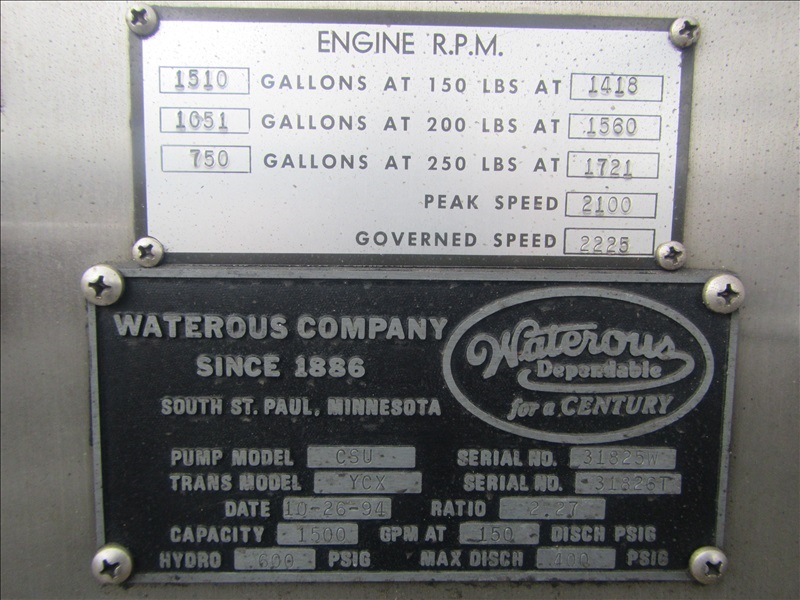 ENGINE R.P.M.
1510 GALLONS AT 150 LBS AT 1418
1051 GALLONS AT 200 LBS AT 1560
750 GALLONS AT 250 LBS AT 1721
PEAK SPEED 2100
GOVERNED SPEED 2225
WATEROUS COMPANY
SINCE 1886
SOUTH ST. PAUL, MINNESOTA
Waterous
Dependable
for a CENTURY
PUMP MODEL CSU SERIAL NO. 31825W
TRANS MODEL YCX SERIAL NO.
DATE 10-26-94 RATIO 2.27
CAPACITY 1500 GPM AT 150 DISCH PSIG
HYDRO 600 PSIG MAX DISCH 400 PSIG